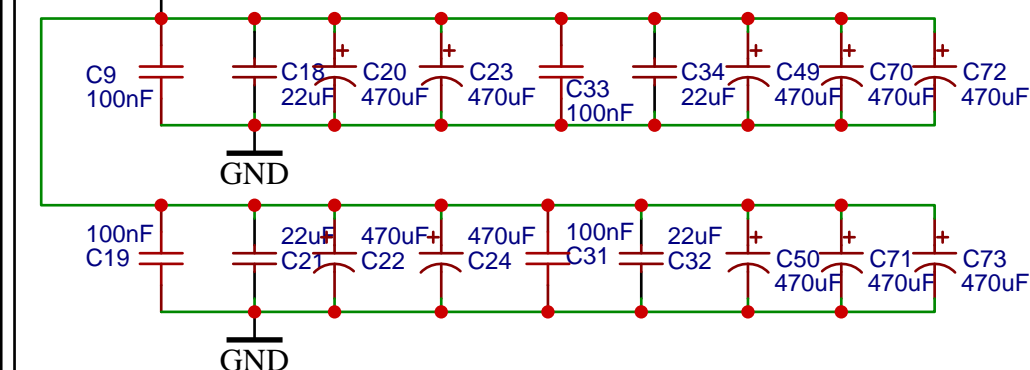 C9
100nF
C18
22uF
+
C20
470uF
+
C23
470uF
C33
100nF
C34
22uF
+
C49
470uF
+
C70
470uF
+
C72
470uF
GND
100nF
C19
22uF
C21
+
470uF
C22
+
470uF
C24
100nF
C31
22uF
C32
+
C50
470uF
+
C71
470uF
+
C73
470uF
GND